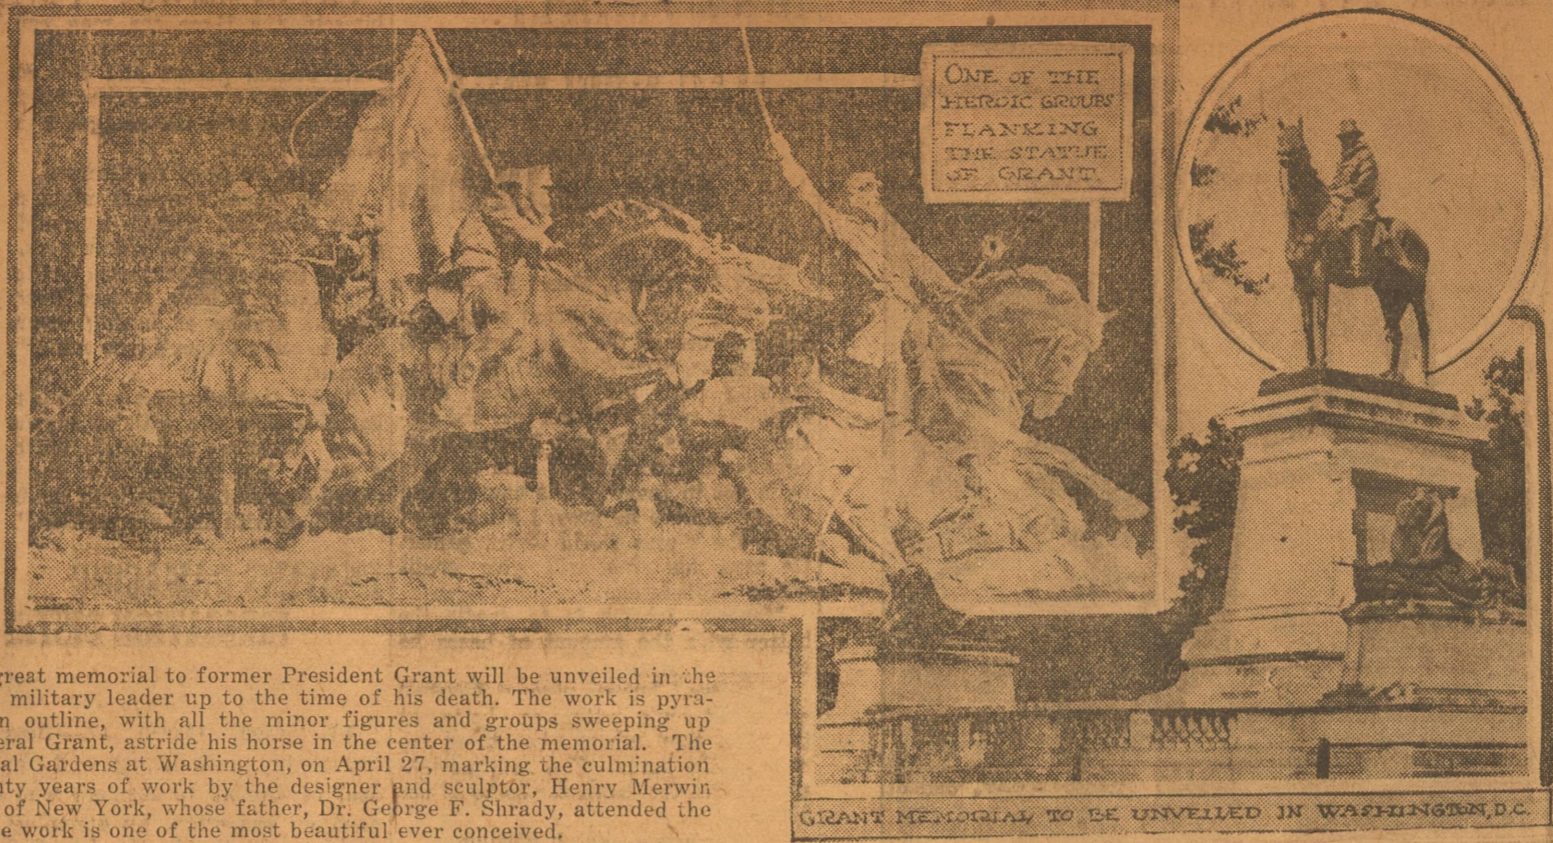 ONE OF THE
HEROIC GROUPS
FLANKING
THE STATUE
OF GRANT.
great memorial to former President Grant will be unveiled in the
military leader up to the time of his death. The work is pyra-
n outline, with all the minor figures and groups sweeping up
eral Grant, astride his horse in the center of the memorial. The
al Gardens at Washington, on April 27, marking the culmination
nty years of work by the designer and sculptor, Henry Merwin
of New York, whose father, Dr. George F. Shrady, attended the
e work is one of the most beautiful ever conceived.
GRANT MEMORIAL TO BE UNVEILED IN WASHINGTON, D.C.